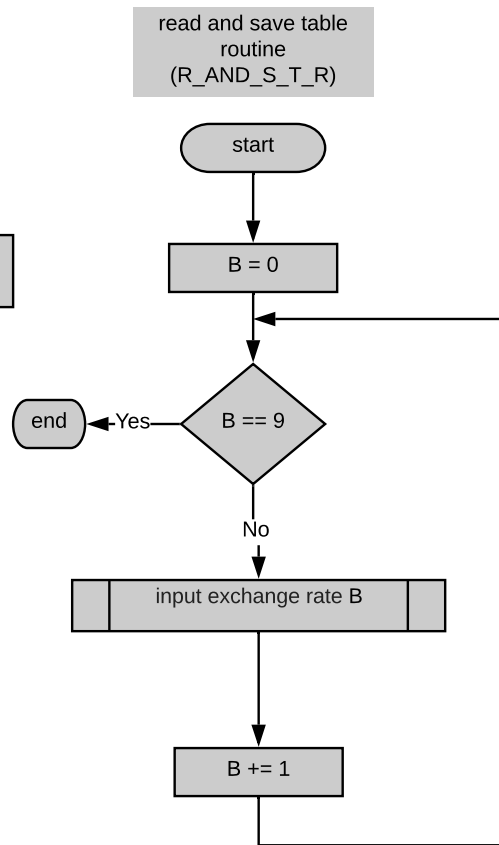 read and save table
routine
(R_AND_S_T_R)
start
B = 0
B == 9
Yes
end
No
input exchange rate B
B += 1